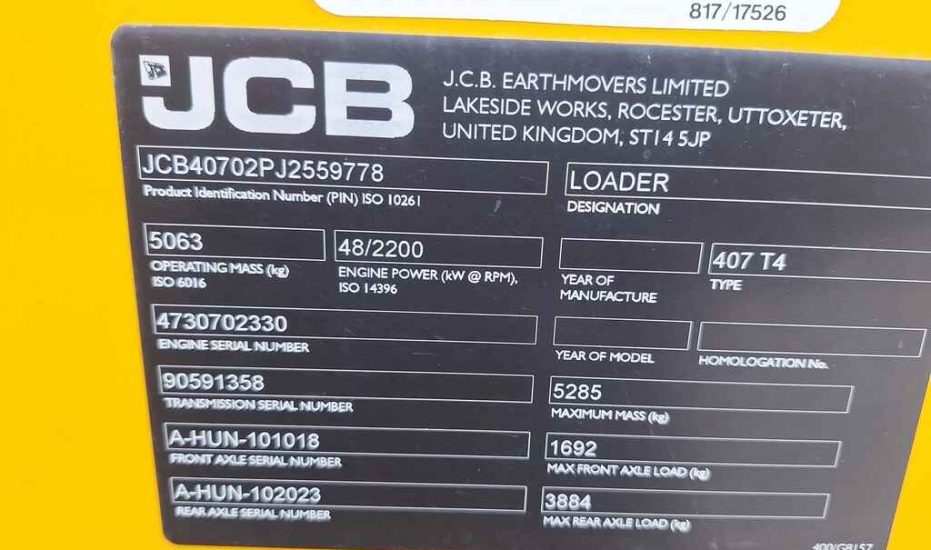 817/17526
JCB
J.C.B. EARTHMOVERS LIMITED
LAKESIDE WORKS, ROCESTER, UTTOXETER,
UNITED KINGDOM, ST14 5JP
JCB40702PJ2559778
Product Identification Number (PIN) ISO 10261
LOADER
DESIGNATION
5063
OPERATING MASS (kg)
ISO 6016
48/2200
ENGINE POWER (kW @ RPM),
ISO 14396
YEAR OF
MANUFACTURE
407 T4
TYPE
4730702330
ENGINE SERIAL NUMBER
YEAR OF MODEL
HOMOLOGATION No.
90591358
TRANSMISSION SERIAL NUMBER
5285
MAXIMUM MASS (kg)
A-HUN-101018
FRONT AXLE SERIAL NUMBER
1692
MAX FRONT AXLE LOAD (kg)
A-HUN-102023
REAR AXLE SERIAL NUMBER
3884
MAX REAR AXLE LOAD (kg)